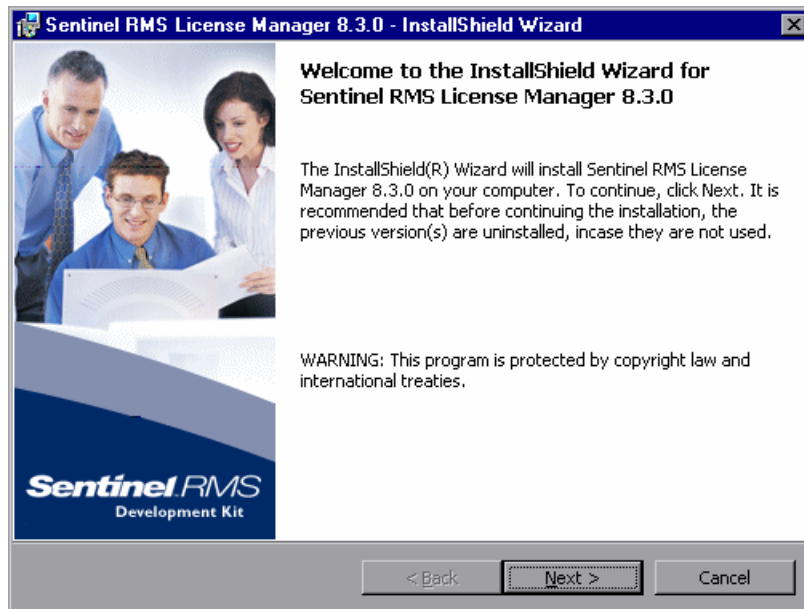 Sentinel RMS License Manager 8.3.0 - InstallShield Wizard
Welcome to the InstallShield Wizard for
Sentinel RMS License Manager 8.3.0
The InstallShield(R) Wizard will install Sentinel RMS License
Manager 8.3.0 on your computer. To continue, click Next. It is
recommended that before continuing the installation, the
previous version(s) are uninstalled, incase they are not used.
WARNING: This program is protected by copyright law and
international treaties.
Sentinel.RMS
Development Kit
< Back
Next >
Cancel